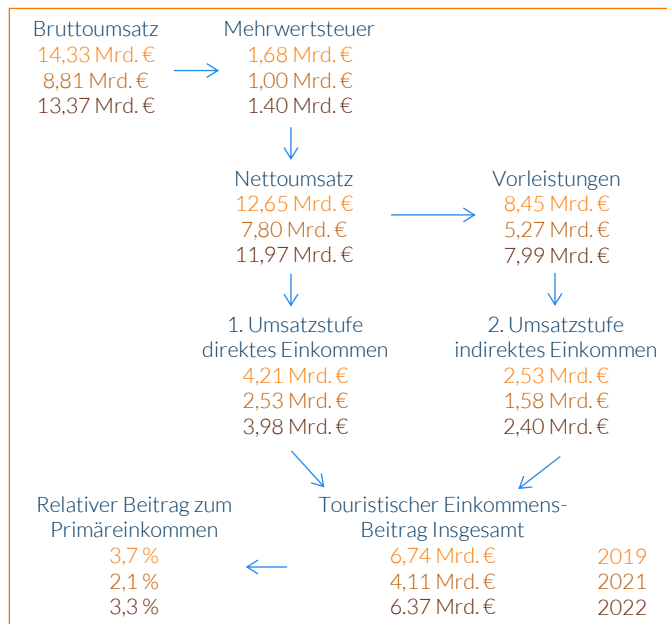 Bruttoumsatz
14,33 Mrd. €
8,81 Mrd. €
13,37 Mrd. €
Mehrwertsteuer
1,68 Mrd. €
1,00 Mrd. €
1.40 Mrd. €
Nettoumsatz
12,65 Mrd. €
7,80 Mrd. €
11,97 Mrd. €
Vorleistungen
8,45 Mrd. €
5,27 Mrd. €
7,99 Mrd. €
1. Umsatzstufe
direktes Einkommen
4,21 Mrd. €
2,53 Mrd. €
3,98 Mrd. €
2. Umsatzstufe
indirektes Einkommen
2,53 Mrd. €
1,58 Mrd. €
2,40 Mrd. €
Relativer Beitrag zum
Primäreinkommen
3,7 %
2,1 %
3,3 %
Touristischer Einkommens-
Beitrag Insgesamt
6,74 Mrd. € 2019
4,11 Mrd. € 2021
6.37 Mrd. € 2022